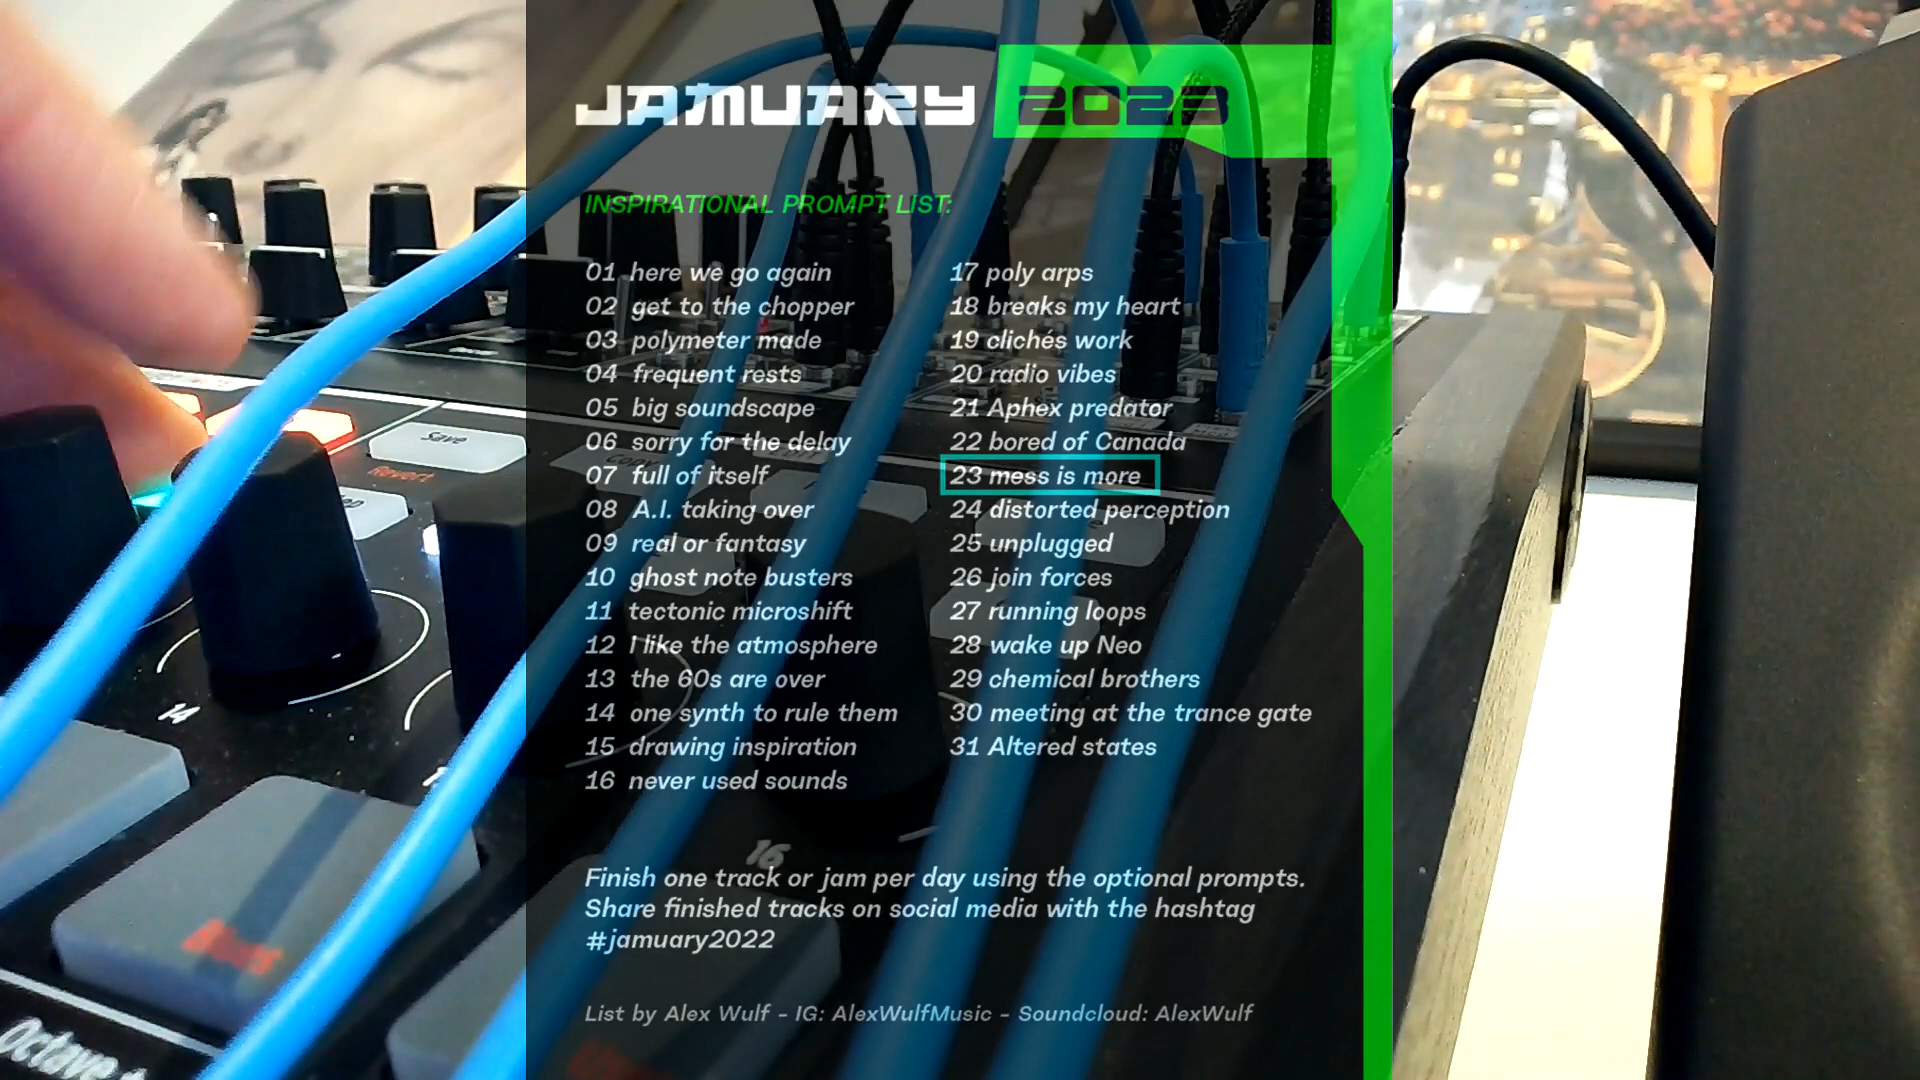 JAMUARY 2023
INSPIRATIONAL PROMPT LIST:
01 here we go again
02 get to the chopper
03 polymeter made
04 frequent rests
05 big soundscape
06 sorry for the delay
07 full of itself
08 A.I. taking over
09 real or fantasy
10 ghost note busters
11 tectonic microshift
12 I like the atmosphere
13 the 60s are over
14 one synth to rule them
15 drawing inspiration
16 never used sounds
17 poly arps
18 breaks my heart
19 clichés work
20 radio vibes
21 Aphex predator
22 bored of Canada
23 mess is more
24 distorted perception
25 unplugged
26 join forces
27 running loops
28 wake up Neo
29 chemical brothers
30 meeting at the trance gate
31 Altered states
Finish one track or jam per day using the optional prompts.
Share finished tracks on social media with the hashtag
#jamuary2022
List by Alex Wulf - IG: AlexWulfMusic - Soundcloud: AlexWulf
Save
Revert
Copy
14
16
Octave